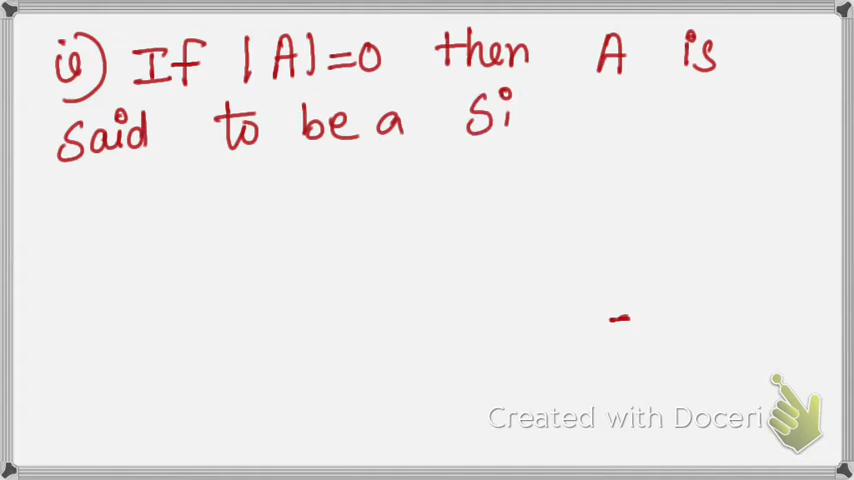 ii) If |A|=0 then A is
said to be a Si
Created with Doceri